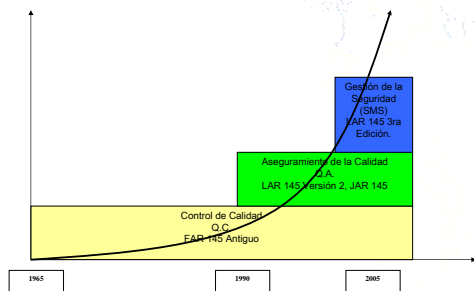 Gestión de la
Seguridad
(SMS)
LAR 145 3ra
Edición.
Aseguramiento de la Calidad
Q.A.
LAR 145 Versión 2, JAR 145
Control de Calidad
Q.C
FAR 145 Antiguo
1965
1990
2005